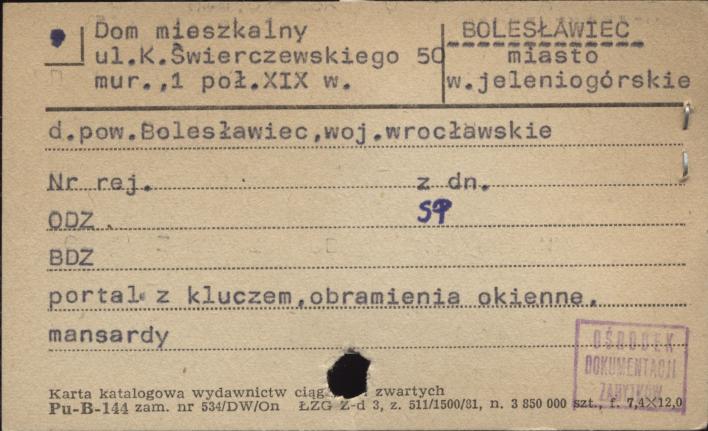 Dom mieszkalny
ul.K.Świerczewskiego 50
mur.,1 poł.XIX w.
BOLESŁAWIEC
miasto
w.jeleniogórskie
d.pow.Bolesławiec,woj.wrocławskie
Nr rej. z dn.
ODZ SP
BDZ
portal z kluczem,obramienia okienne,
mansardy
OŚRODEK
DOKUMENTACJI
ZABYTKÓW
Karta katalogowa wydawnictw ciąg zwartych
Pu-B-144 zam. nr 534/DW/On ŁZG Z-d 3, z. 511/1500/81, n. 3 850 000 szt., f. 7,4×12,0